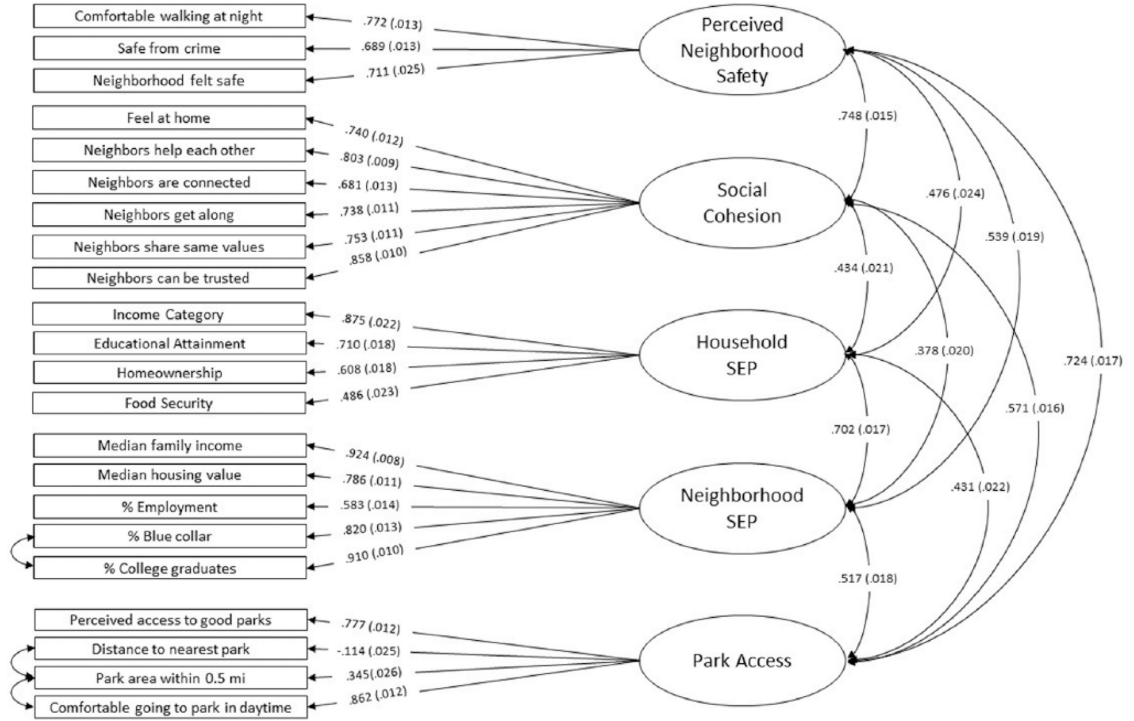 Comfortable walking at night
Safe from crime
Neighborhood felt safe
.772 (.013)
.689 (.013)
.711 (.025)
Perceived
Neighborhood
Safety
Feel at home
Neighbors help each other
Neighbors are connected
Neighbors get along
Neighbors share same values
Neighbors can be trusted
.740 (.012)
.803 (.009)
.681 (.013)
.738 (.011)
.753 (.011)
.858 (.010)
Social
Cohesion
Income Category
Educational Attainment
Homeownership
Food Security
.875 (.022)
.710 (.018)
.608 (.018)
.486 (.023)
Household
SEP
Median family income
Median housing value
% Employment
% Blue collar
% College graduates
.924 (.008)
.786 (.011)
.583 (.014)
.820 (.013)
.910 (.010)
Neighborhood
SEP
Perceived access to good parks
Distance to nearest park
Park area within 0.5 mi
Comfortable going to park in daytime
.777 (.012)
-.114 (.025)
.345(.026)
.862 (.012)
Park Access
.748 (.015)
.476 (.024)
.539 (.019)
.434 (.021)
.378 (.020)
.724 (.017)
.571 (.016)
.702 (.017)
.431 (.022)
.517 (.018)